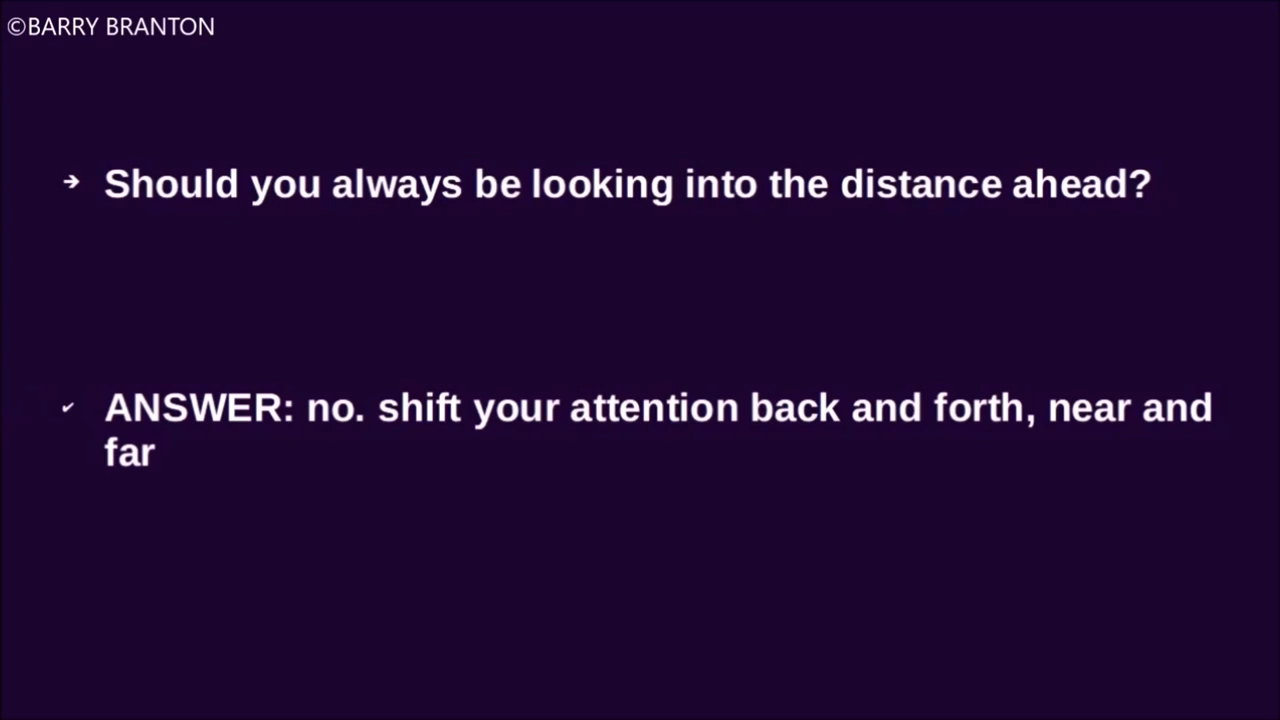 ©BARRY BRANTON
➔ Should you always be looking into the distance ahead?
✔ ANSWER: no. shift your attention back and forth, near and
far